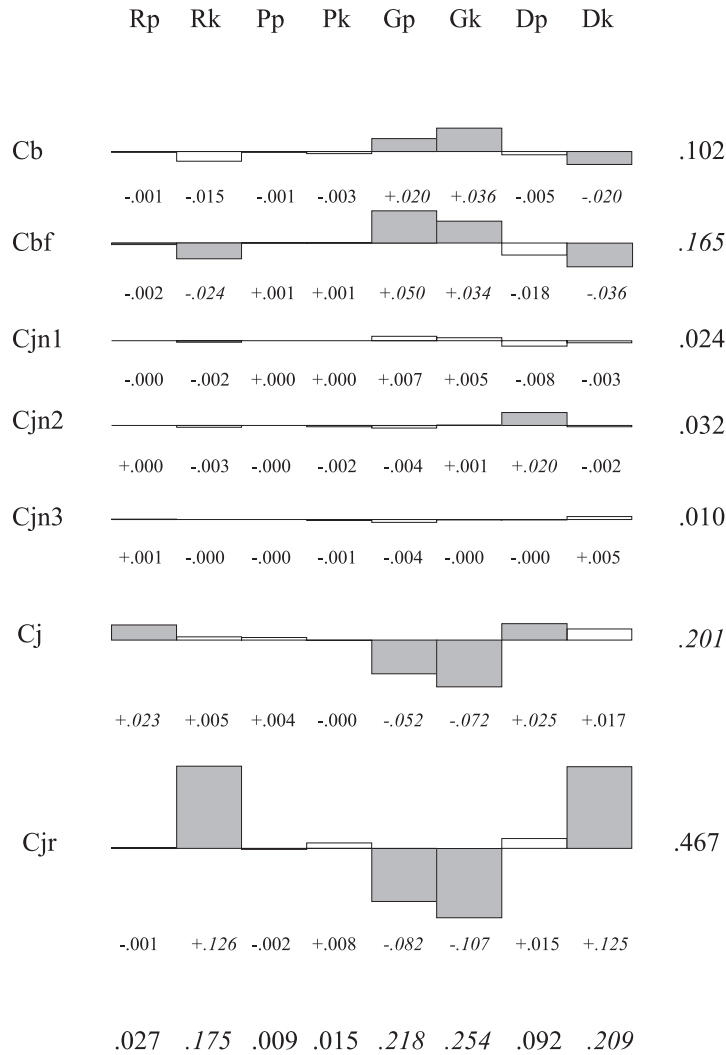 Rp Rk Pp Pk Gp Gk Dp Dk
Cb .102
-.001 -.015 -.001 -.003 +.020 +.036 -.005 -.020
Cbf .165
-.002 -.024 +.001 +.001 +.050 +.034 -.018 -.036
Cjn1 .024
-.000 -.002 +.000 +.000 +.007 +.005 -.008 -.003
Cjn2 .032
+.000 -.003 -.000 -.002 -.004 +.001 +.020 -.002
Cjn3 .010
+.001 -.000 -.000 -.001 -.004 -.000 -.000 +.005
Cj .201
+.023 +.005 +.004 -.000 -.052 -.072 +.025 +.017
Cjr .467
-.001 +.126 -.002 +.008 -.082 -.107 +.015 +.125
.027 .175 .009 .015 .218 .254 .092 .209